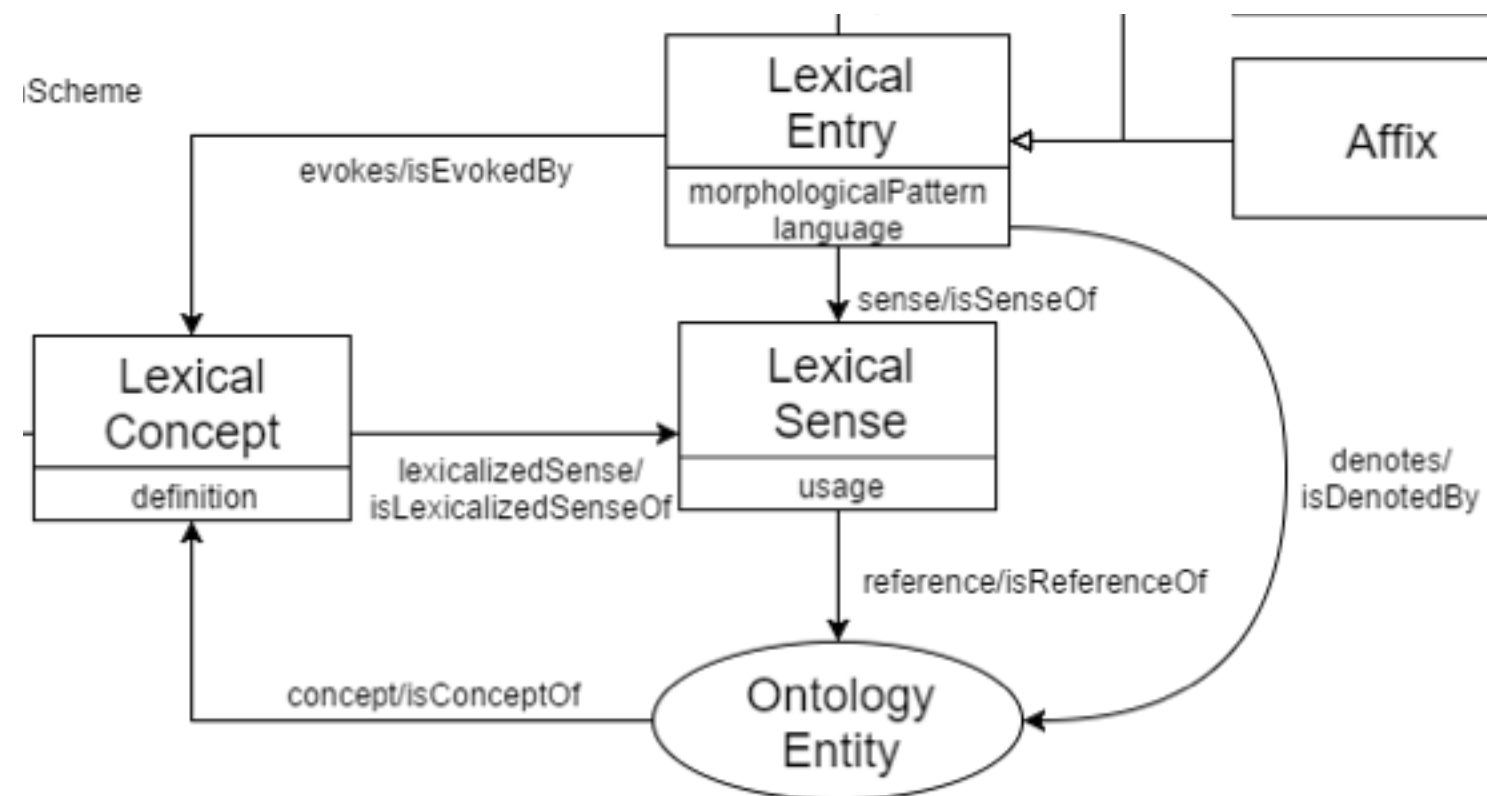 Lexical
Entry
morphologicalPattern
language
Affix
evokes/isEvokedBy
sense/isSenseOf
Lexical
Concept
definition
lexicalizedSense/
isLexicalizedSenseOf
Lexical
Sense
usage
denotes/
isDenotedBy
reference/isReferenceOf
concept/isConceptOf
Ontology
Entity